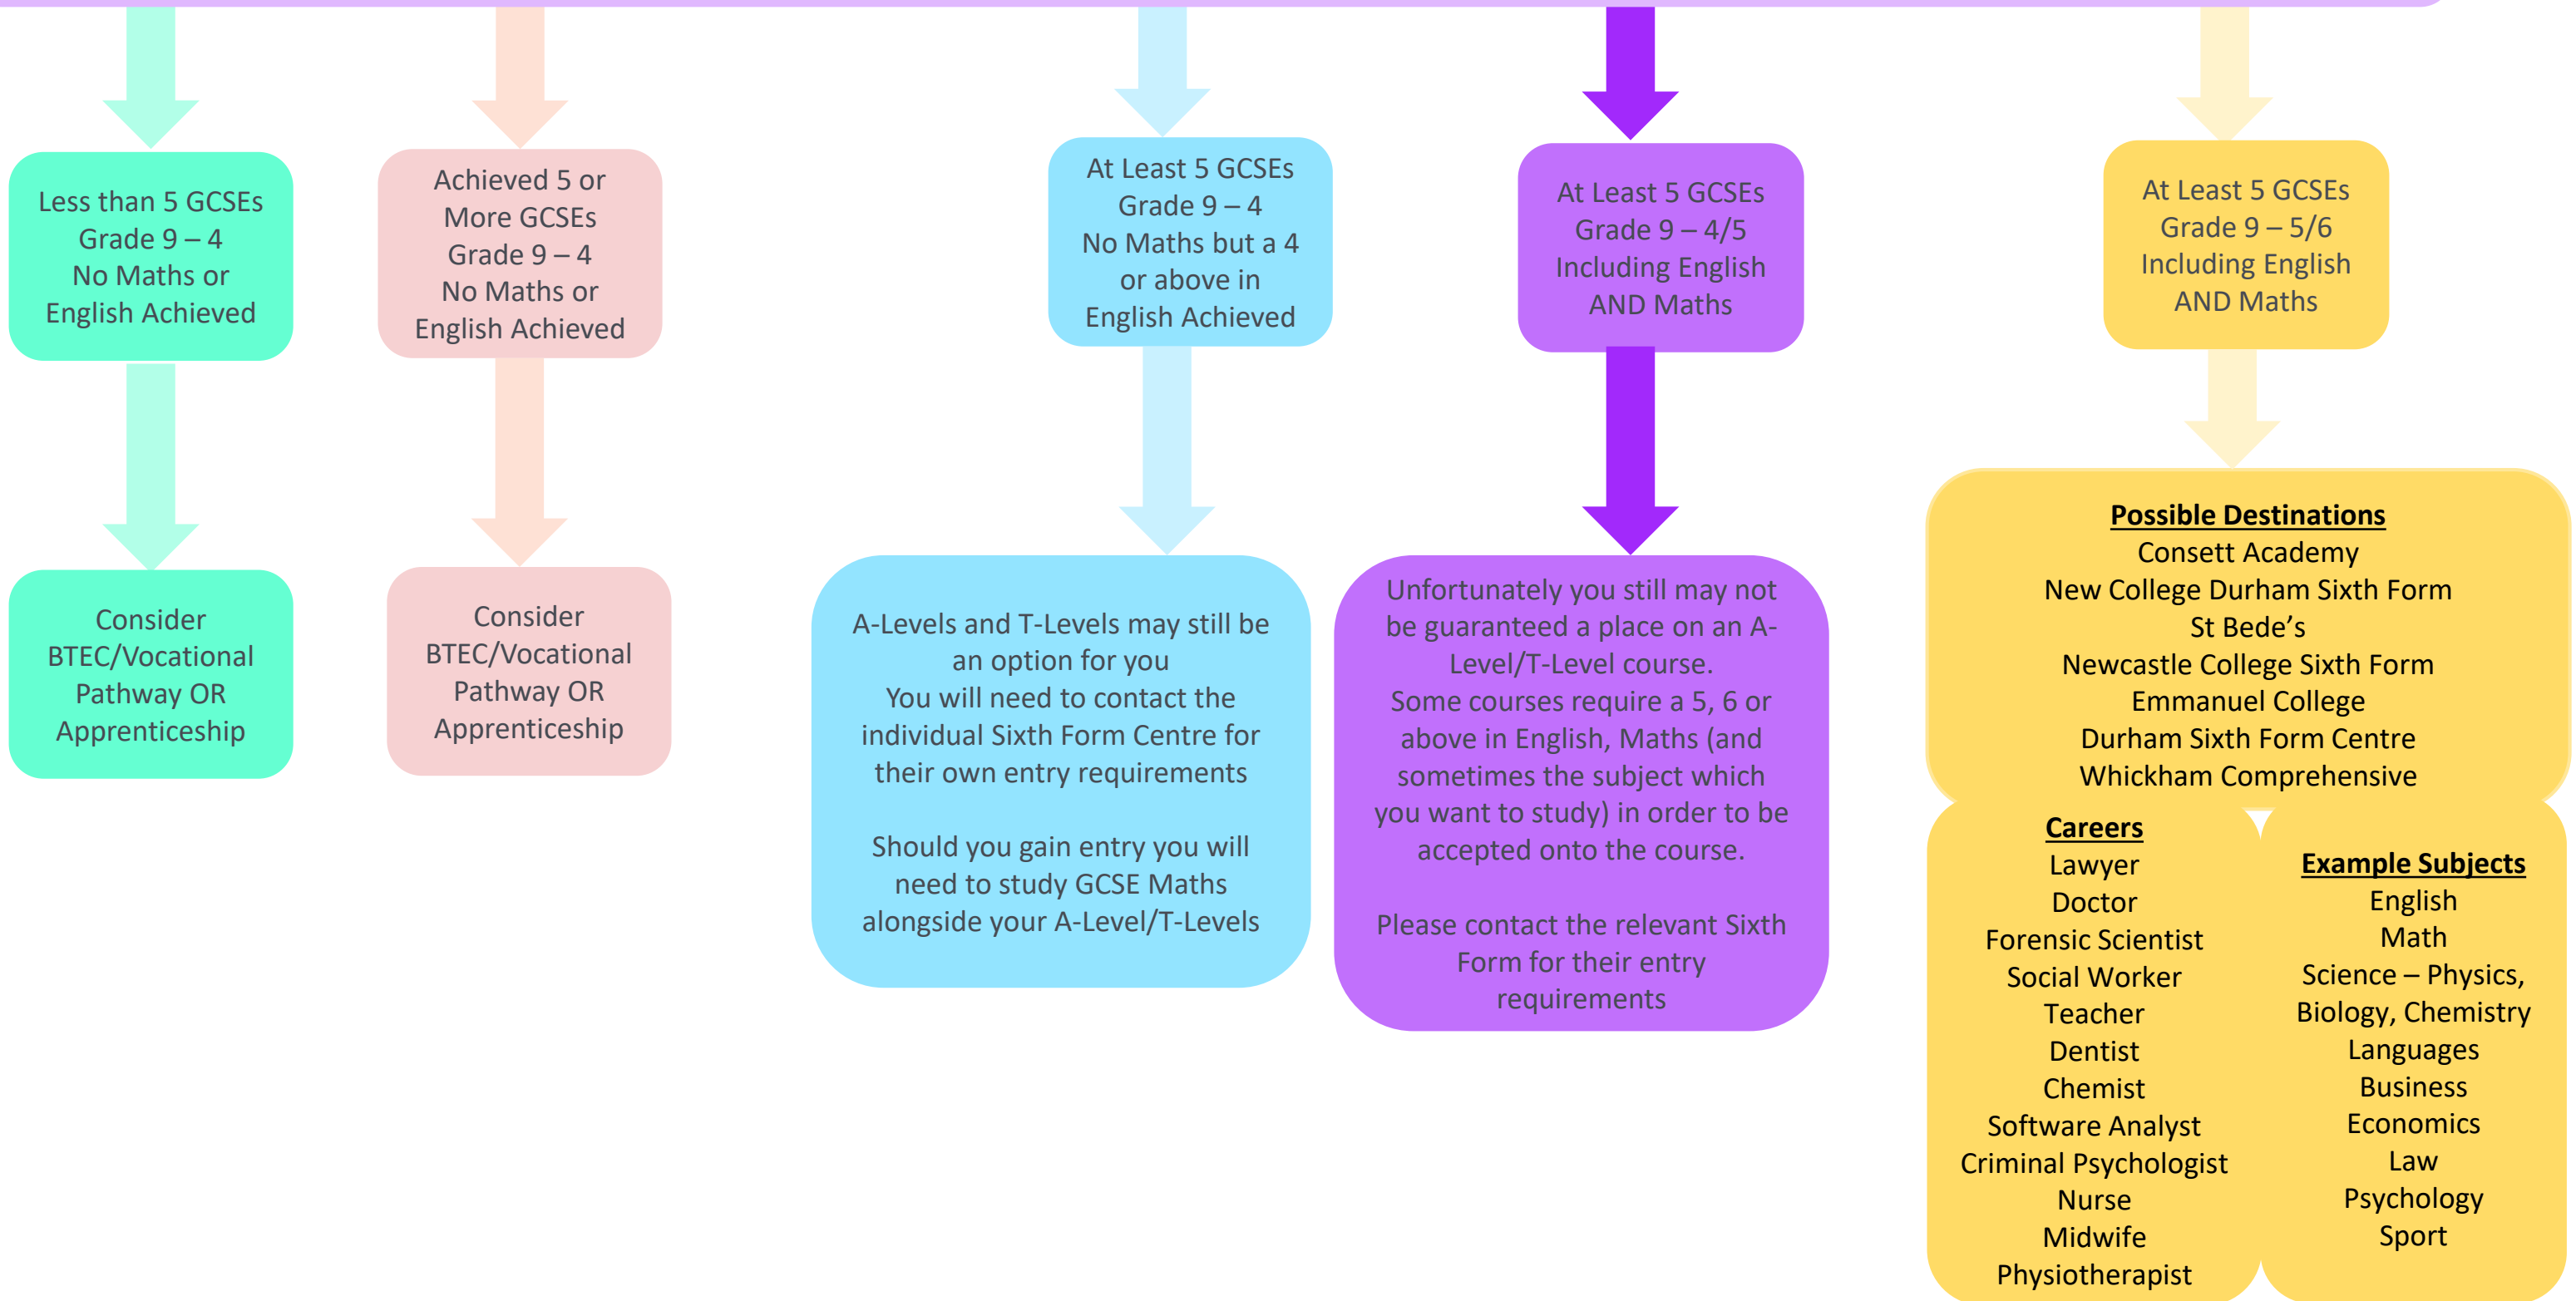 Less than 5 GCSEs
Grade 9 – 4
No Maths or
English Achieved
Consider
BTEC/Vocational
Pathway OR
Apprenticeship
Achieved 5 or
More GCSEs
Grade 9 – 4
No Maths or
English Achieved
Consider
BTEC/Vocational
Pathway OR
Apprenticeship
At Least 5 GCSEs
Grade 9 – 4
No Maths but a 4
or above in
English Achieved
A-Levels and T-Levels may still be
an option for you
You will need to contact the
individual Sixth Form Centre for
their own entry requirements
Should you gain entry you will
need to study GCSE Maths
alongside your A-Level/T-Levels
At Least 5 GCSEs
Grade 9 – 4/5
Including English
AND Maths
Unfortunately you still may not
be guaranteed a place on an A-
Level/T-Level course.
Some courses require a 5, 6 or
above in English, Maths (and
sometimes the subject which
you want to study) in order to be
accepted onto the course.
Please contact the relevant Sixth
Form for their entry
requirements
At Least 5 GCSEs
Grade 9 – 5/6
Including English
AND Maths
Possible Destinations
Consett Academy
New College Durham Sixth Form
St Bede’s
Newcastle College Sixth Form
Emmanuel College
Durham Sixth Form Centre
Whickham Comprehensive
Careers
Lawyer
Doctor
Forensic Scientist
Social Worker
Teacher
Dentist
Chemist
Software Analyst
Criminal Psychologist
Nurse
Midwife
Physiotherapist
Example Subjects
English
Math
Science – Physics,
Biology, Chemistry
Languages
Business
Economics
Law
Psychology
Sport